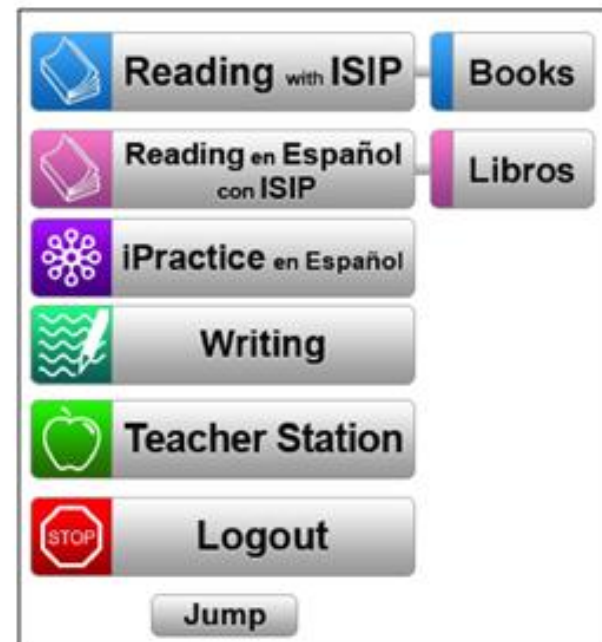 Reading with ISIP
Books
Reading en Español
con ISIP
Libros
iPractice en Español
Writing
Teacher Station
STOP
Logout
Jump